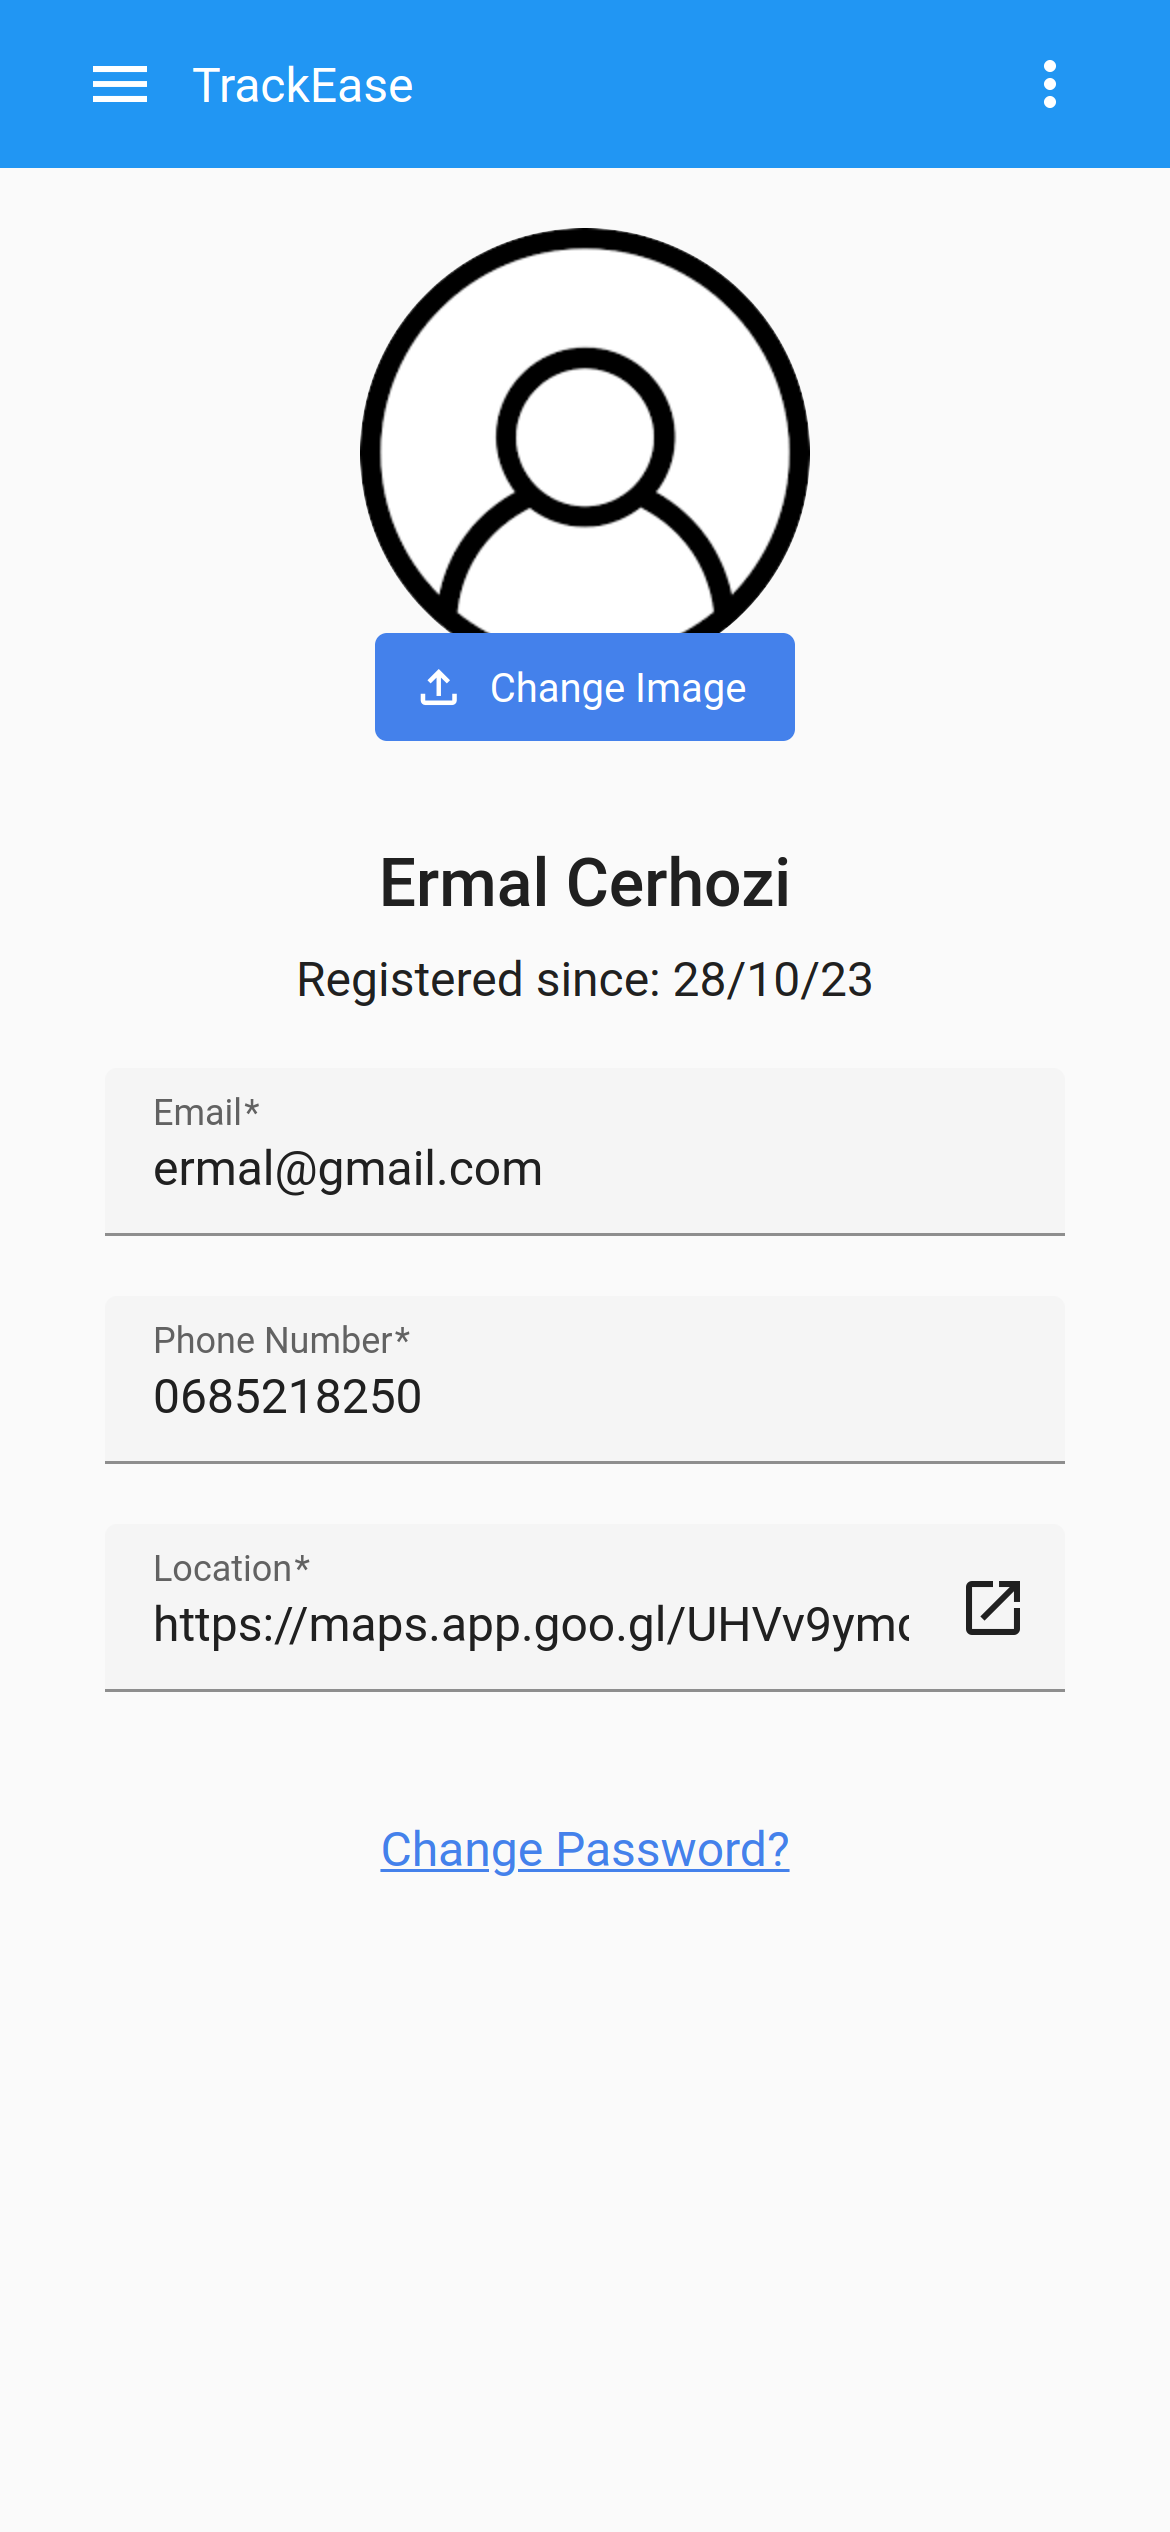 TrackEase
Change Image
Ermal Cerhozi
Registered since: 28/10/23
Email*
ermal@gmail.com
Phone Number*
0685218250
Location*
https://maps.app.goo.gl/UHVv9ym
Change Password?